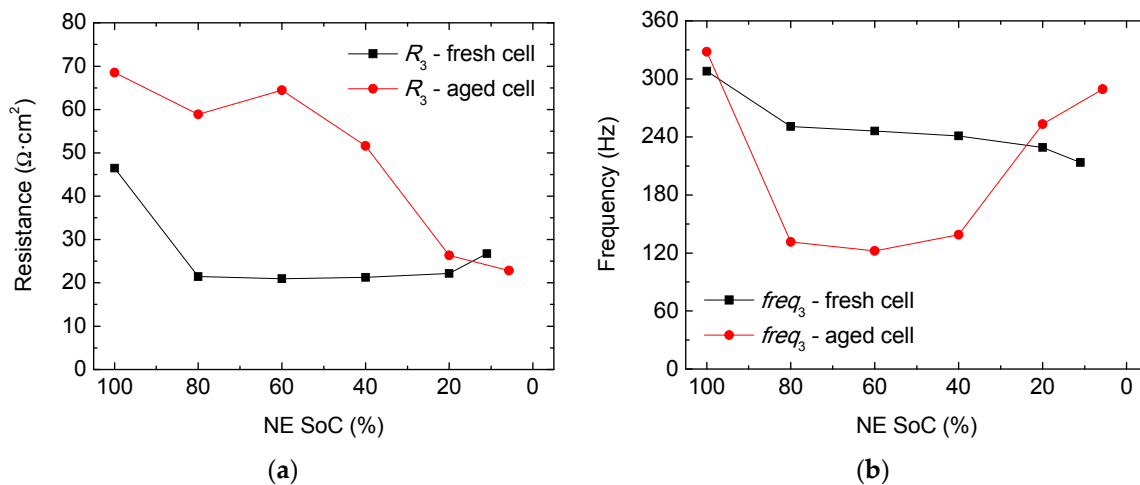 80
70
60
50
40
30
20
10
0
Resistance (Ω·cm²)
R₃ - fresh cell
R₃ - aged cell
100 80 60 40 20 0
NE SoC (%)
(a)
360
300
240
180
120
60
0
Frequency (Hz)
freq₃ - fresh cell
freq₃ - aged cell
100 80 60 40 20 0
NE SoC (%)
(b)